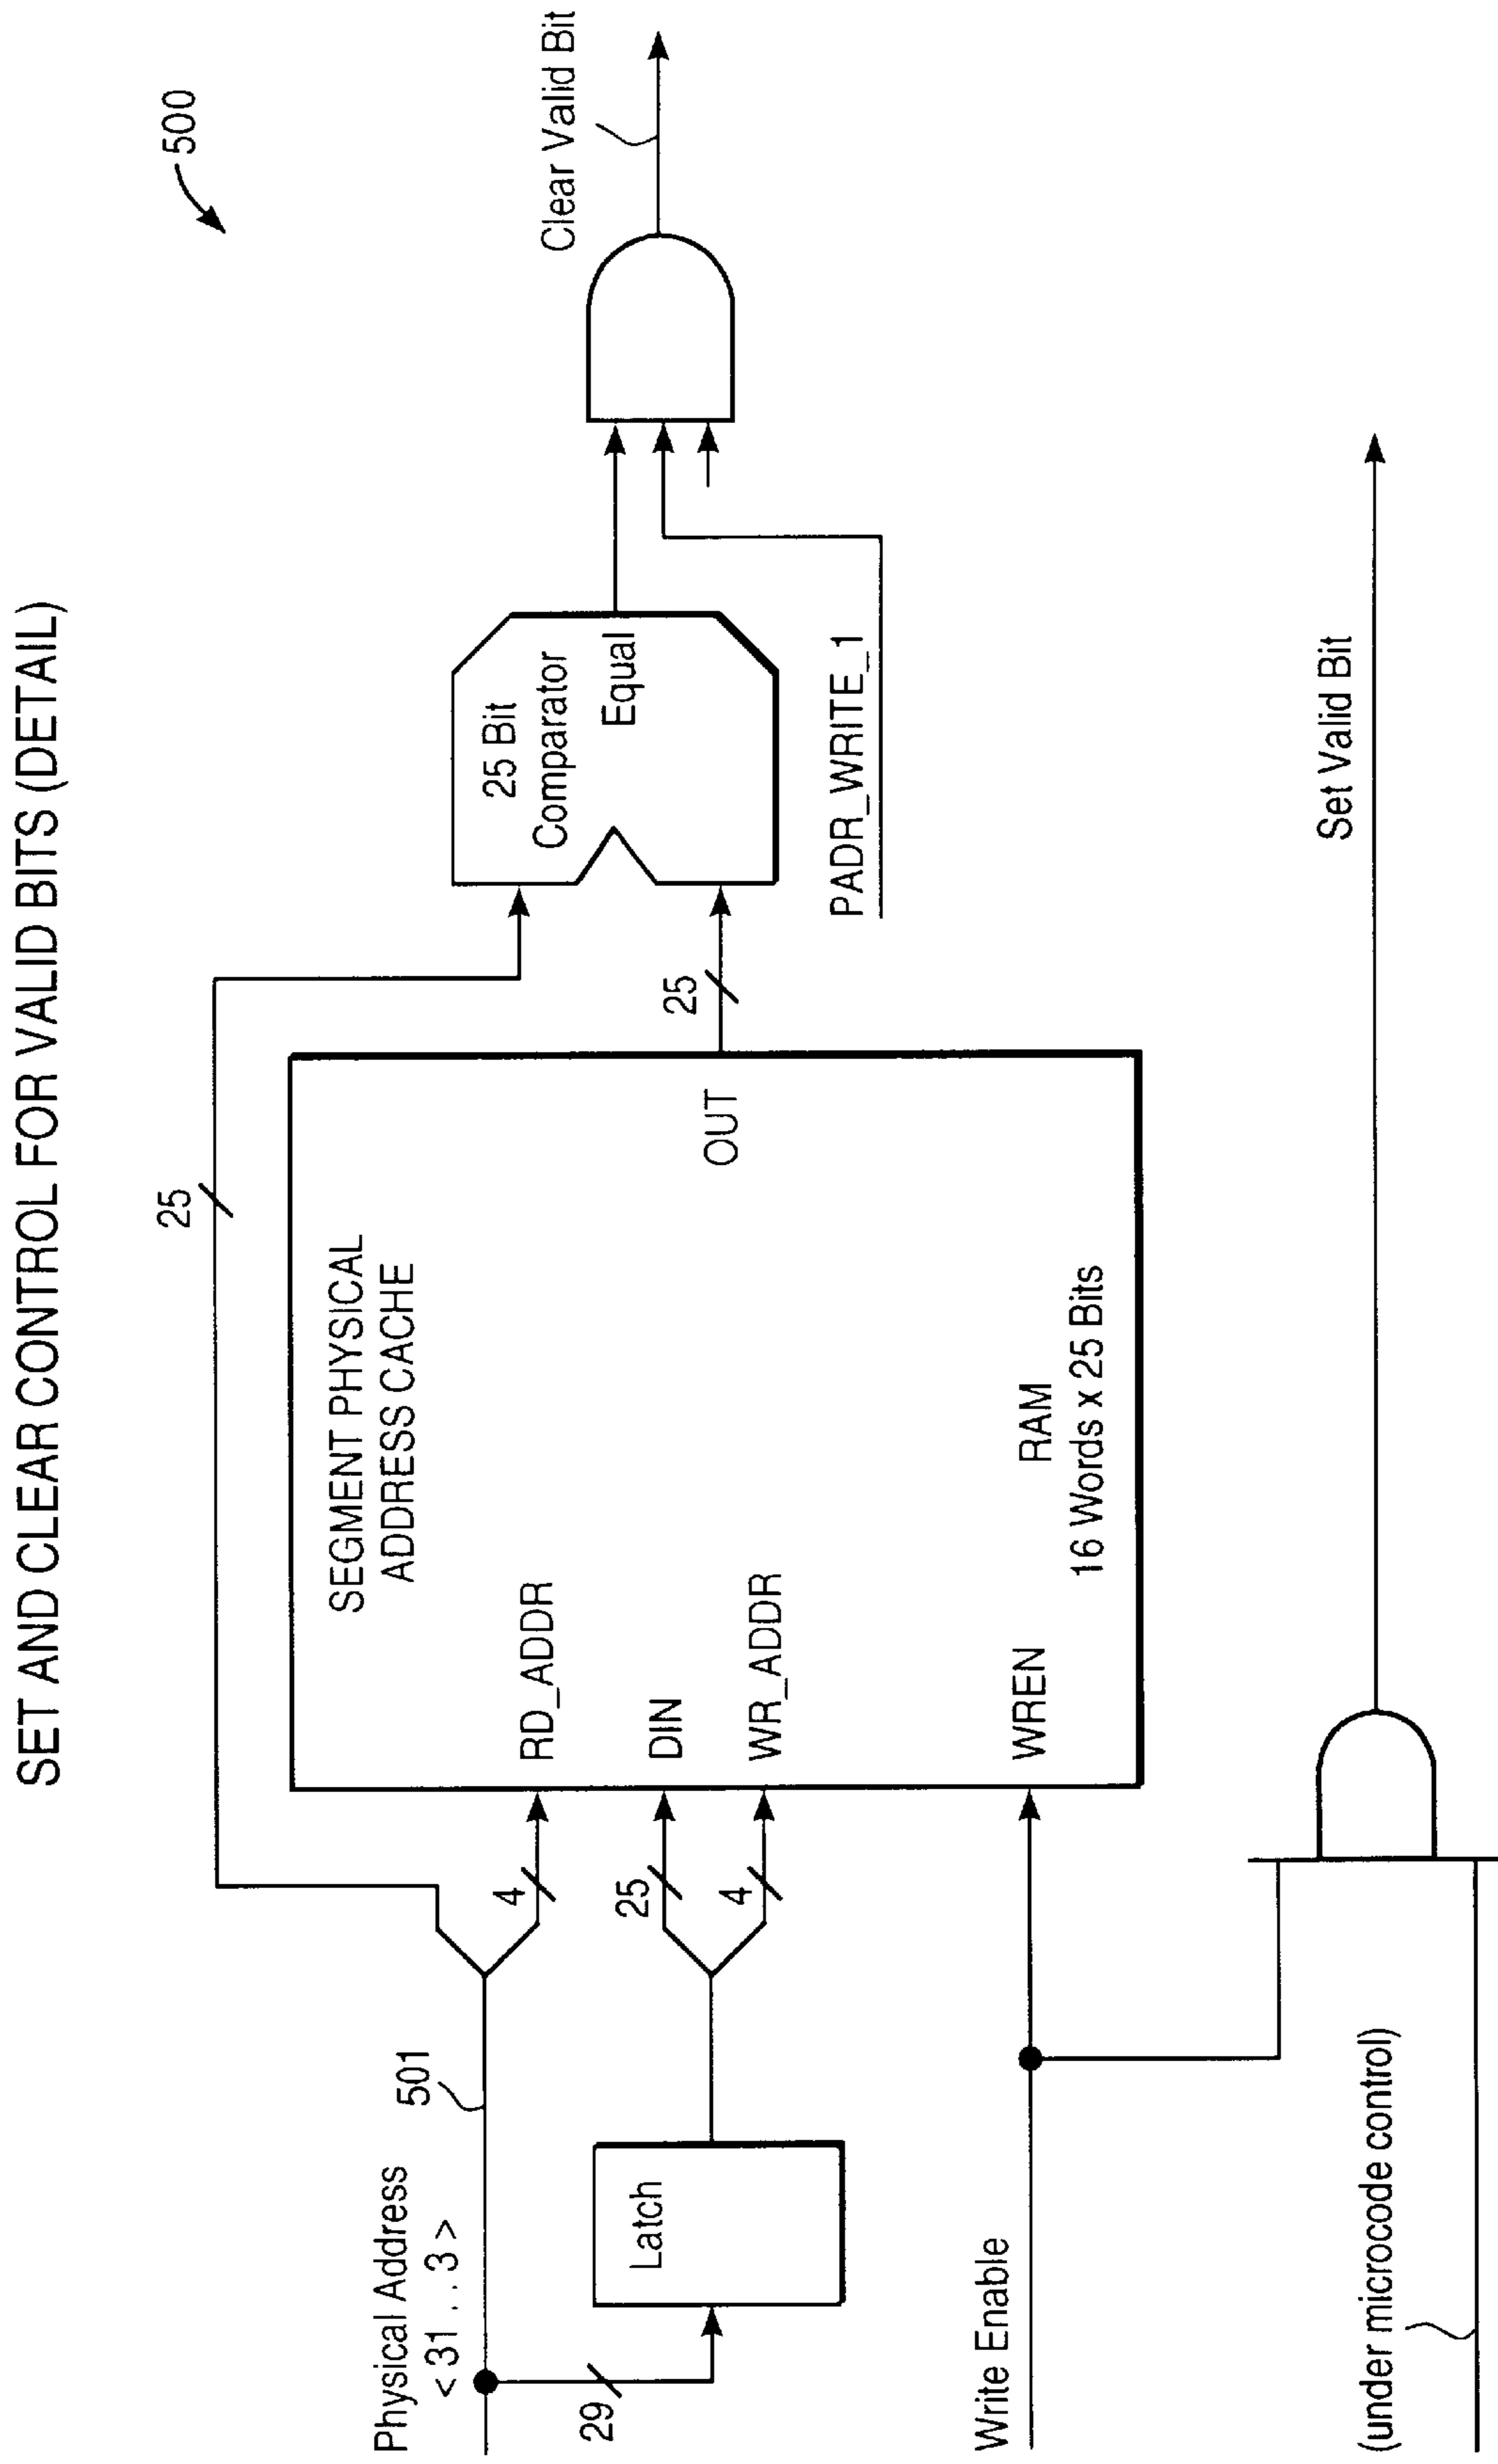 SET AND CLEAR CONTROL FOR VALID BITS (DETAIL)
500
25
Physical Address
< 31 . . . 3 >
501
29
Latch
4
25
4
SEGMENT PHYSICAL
ADDRESS CACHE
RD_ADDR
DIN
WR_ADDR
WREN
OUT
RAM
16 Words x 25 Bits
25
25 Bit
Comparator
Equal
PADR_WRITE_1
Clear Valid Bit
Write Enable
(under microcode control)
Set Valid Bit